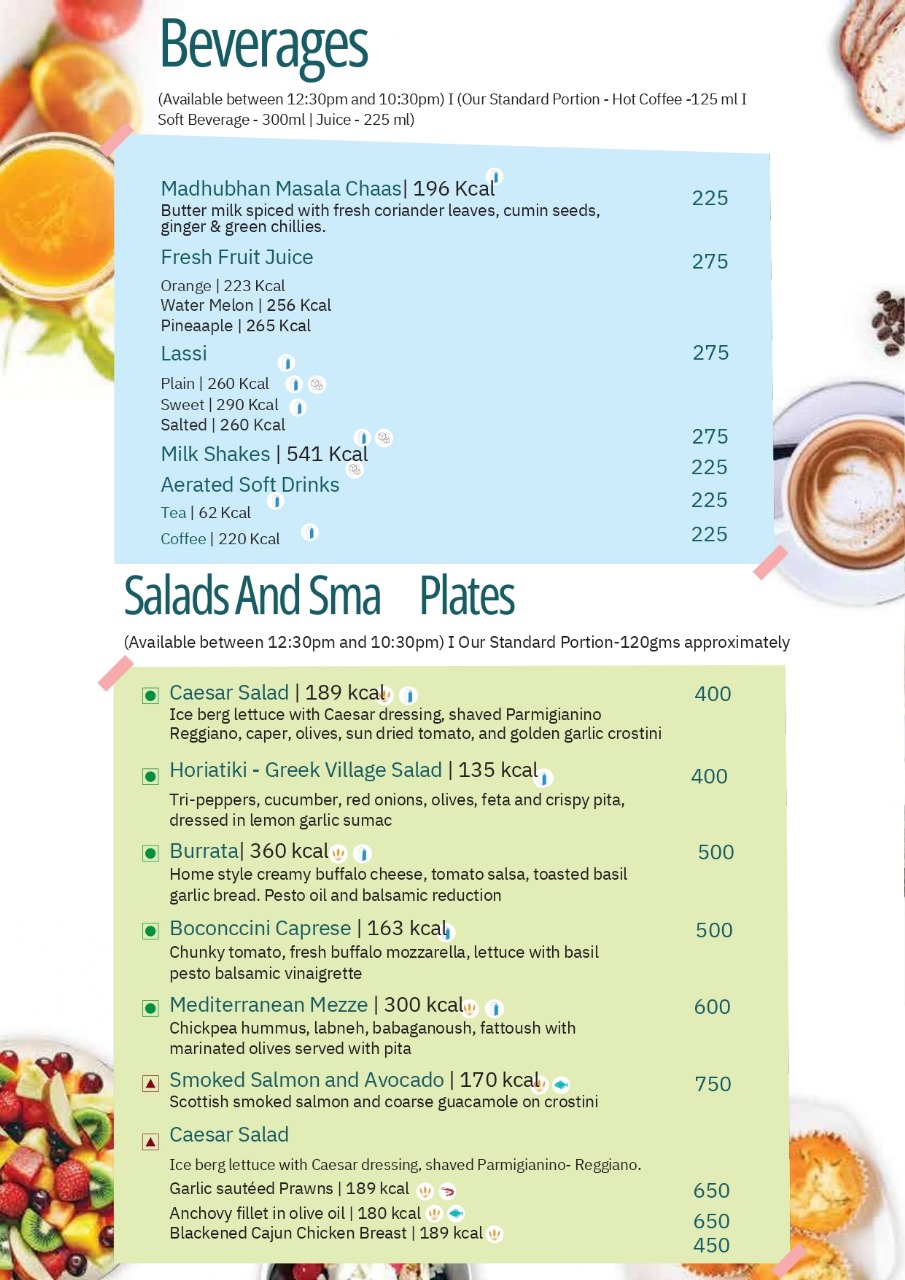 Beverages
(Available between 12:30pm and 10:30pm) I (Our Standard Portion - Hot Coffee -125 ml I
Soft Beverage - 300ml | Juice - 225 ml)
Madhubhan Masala Chaas| 196 Kcal 225
Butter milk spiced with fresh coriander leaves, cumin seeds,
ginger & green chillies.
Fresh Fruit Juice 275
Orange | 223 Kcal
Water Melon | 256 Kcal
Pineaaple | 265 Kcal
Lassi 275
Plain | 260 Kcal
Sweet | 290 Kcal
Salted | 260 Kcal
Milk Shakes | 541 Kcal 275
Aerated Soft Drinks 225
Tea | 62 Kcal 225
Coffee | 220 Kcal 225
Salads And Sma Plates
(Available between 12:30pm and 10:30pm) I Our Standard Portion-120gms approximately
Caesar Salad | 189 kcal 400
Ice berg lettuce with Caesar dressing, shaved Parmigianino
Reggiano, caper, olives, sun dried tomato, and golden garlic crostini
Horiatiki - Greek Village Salad | 135 kcal 400
Tri-peppers, cucumber, red onions, olives, feta and crispy pita,
dressed in lemon garlic sumac
Burrata| 360 kcal 500
Home style creamy buffalo cheese, tomato salsa, toasted basil
garlic bread. Pesto oil and balsamic reduction
Boconccini Caprese | 163 kcal 500
Chunky tomato, fresh buffalo mozzarella, lettuce with basil
pesto balsamic vinaigrette
Mediterranean Mezze | 300 kcal 600
Chickpea hummus, labneh, babaganoush, fattoush with
marinated olives served with pita
Smoked Salmon and Avocado | 170 kcal 750
Scottish smoked salmon and coarse guacamole on crostini
Caesar Salad
Ice berg lettuce with Caesar dressing, shaved Parmigianino- Reggiano.
Garlic sautéed Prawns | 189 kcal 650
Anchovy fillet in olive oil | 180 kcal 650
Blackened Cajun Chicken Breast | 189 kcal 450